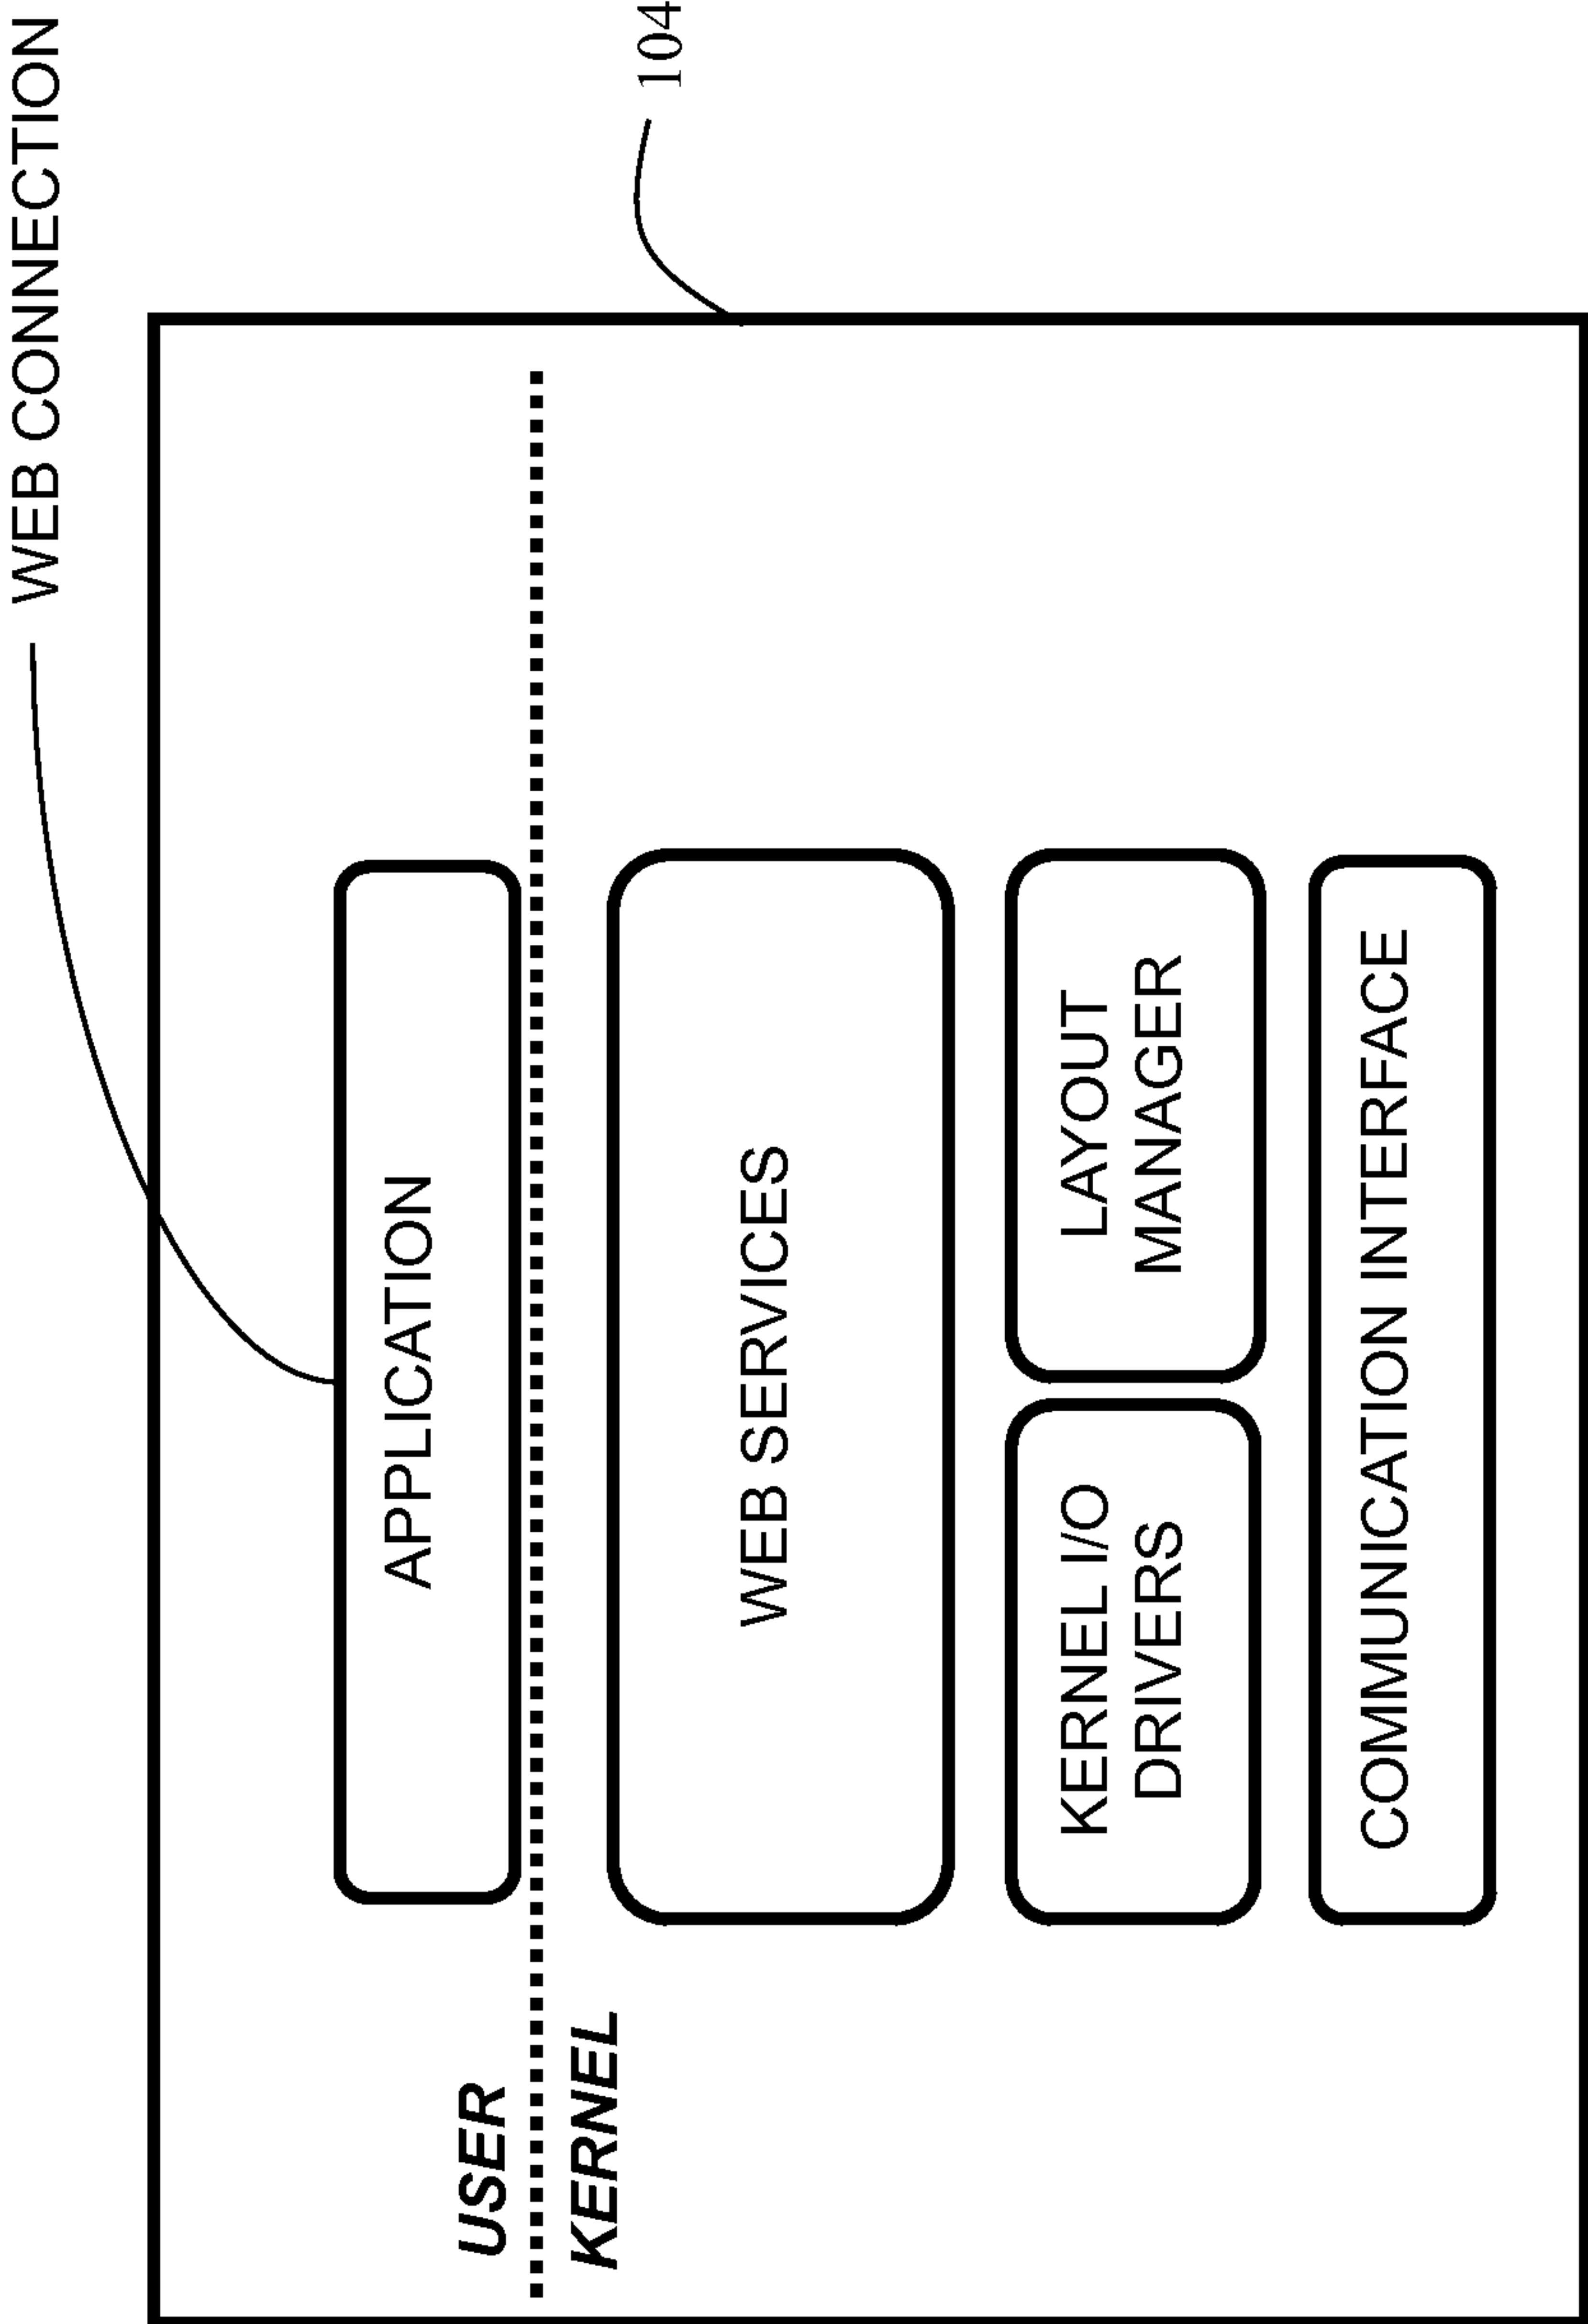 WEB CONNECTION
APPLICATION
USER
KERNEL
104
WEB SERVICES
KERNEL I/O
DRIVERS
LAYOUT
MANAGER
COMMUNICATION INTERFACE